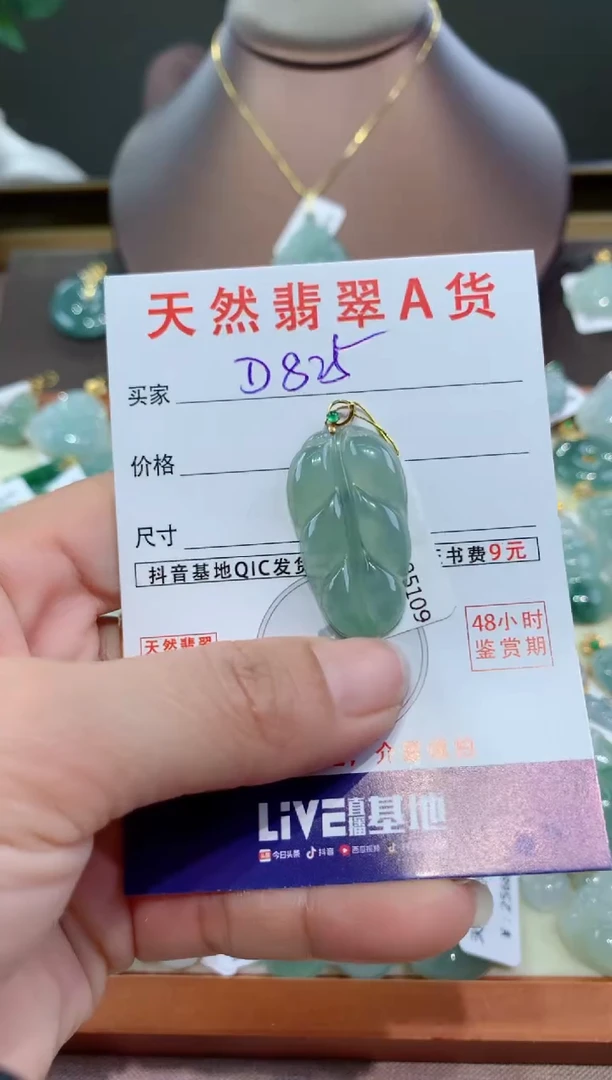 天然翡翠A货
买家 D825
价格
尺寸
抖音基地QIC发货
书费9元
05109
天然翡翠
48小时
鉴赏期
LiVE直播基地
今日头条 抖音 西瓜视频